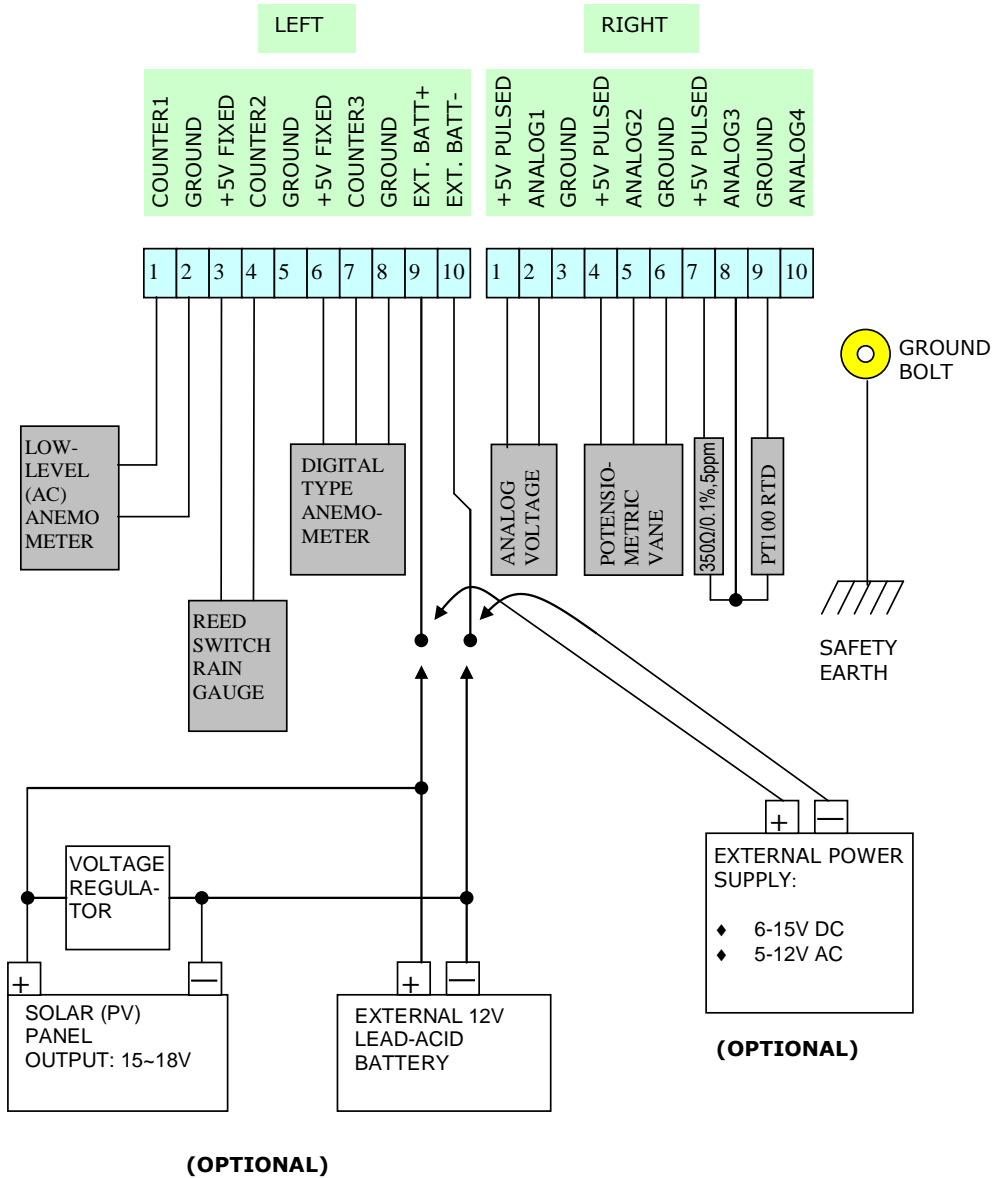 LEFT
RIGHT
COUNTER1
GROUND
+5V FIXED
COUNTER2
GROUND
+5V FIXED
COUNTER3
GROUND
EXT. BATT+
EXT. BATT-
+5V PULSED
ANALOG1
GROUND
+5V PULSED
ANALOG2
GROUND
+5V PULSED
ANALOG3
GROUND
ANALOG4
1 2 3 4 5 6 7 8 9 10
1 2 3 4 5 6 7 8 9 10
GROUND
BOLT
LOW-
LEVEL
(AC)
ANEMO
METER
DIGITAL
TYPE
ANEMO-
METER
ANALOG
VOLTAGE
POTENSIO-
METRIC
VANE
350Ω/0.1%,5ppm
PT100 RTD
REED
SWITCH
RAIN
GAUGE
SAFETY
EARTH
VOLTAGE
REGULA-
TOR
+ —
EXTERNAL POWER
SUPPLY:
♦ 6-15V DC
♦ 5-12V AC
(OPTIONAL)
+ —
SOLAR (PV)
PANEL
OUTPUT: 15~18V
+ —
EXTERNAL 12V
LEAD-ACID
BATTERY
(OPTIONAL)